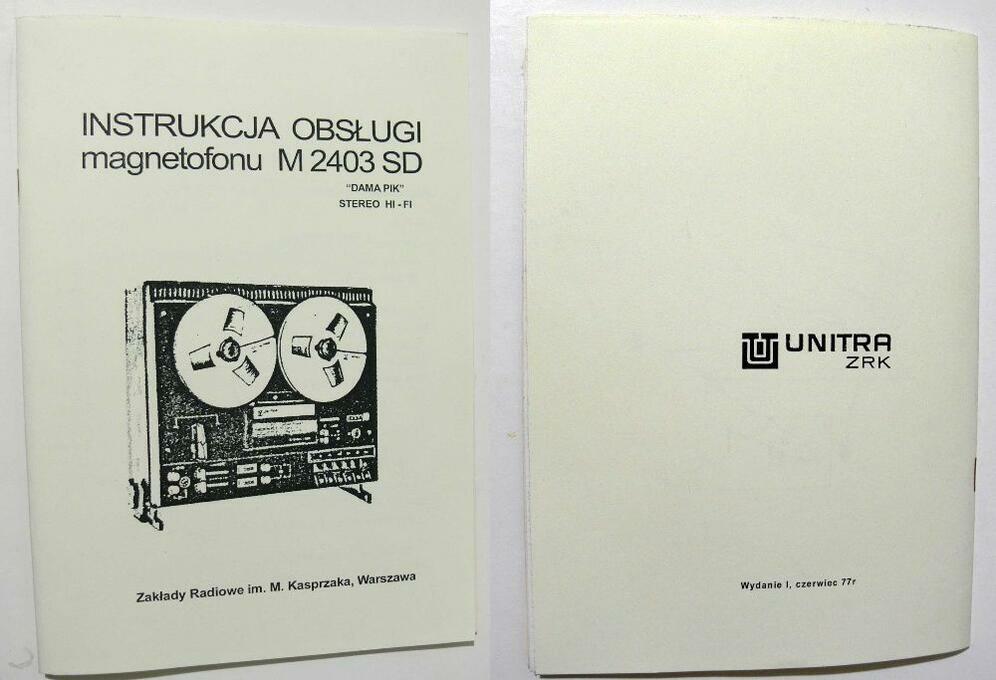 INSTRUKCJA OBSŁUGI
magnetofonu M 2403 SD
"DAMA PIK"
STEREO HI - FI
Zakłady Radiowe im. M. Kasprzaka, Warszawa
UNITRA
ZRK
Wydanie I, czerwiec 77r